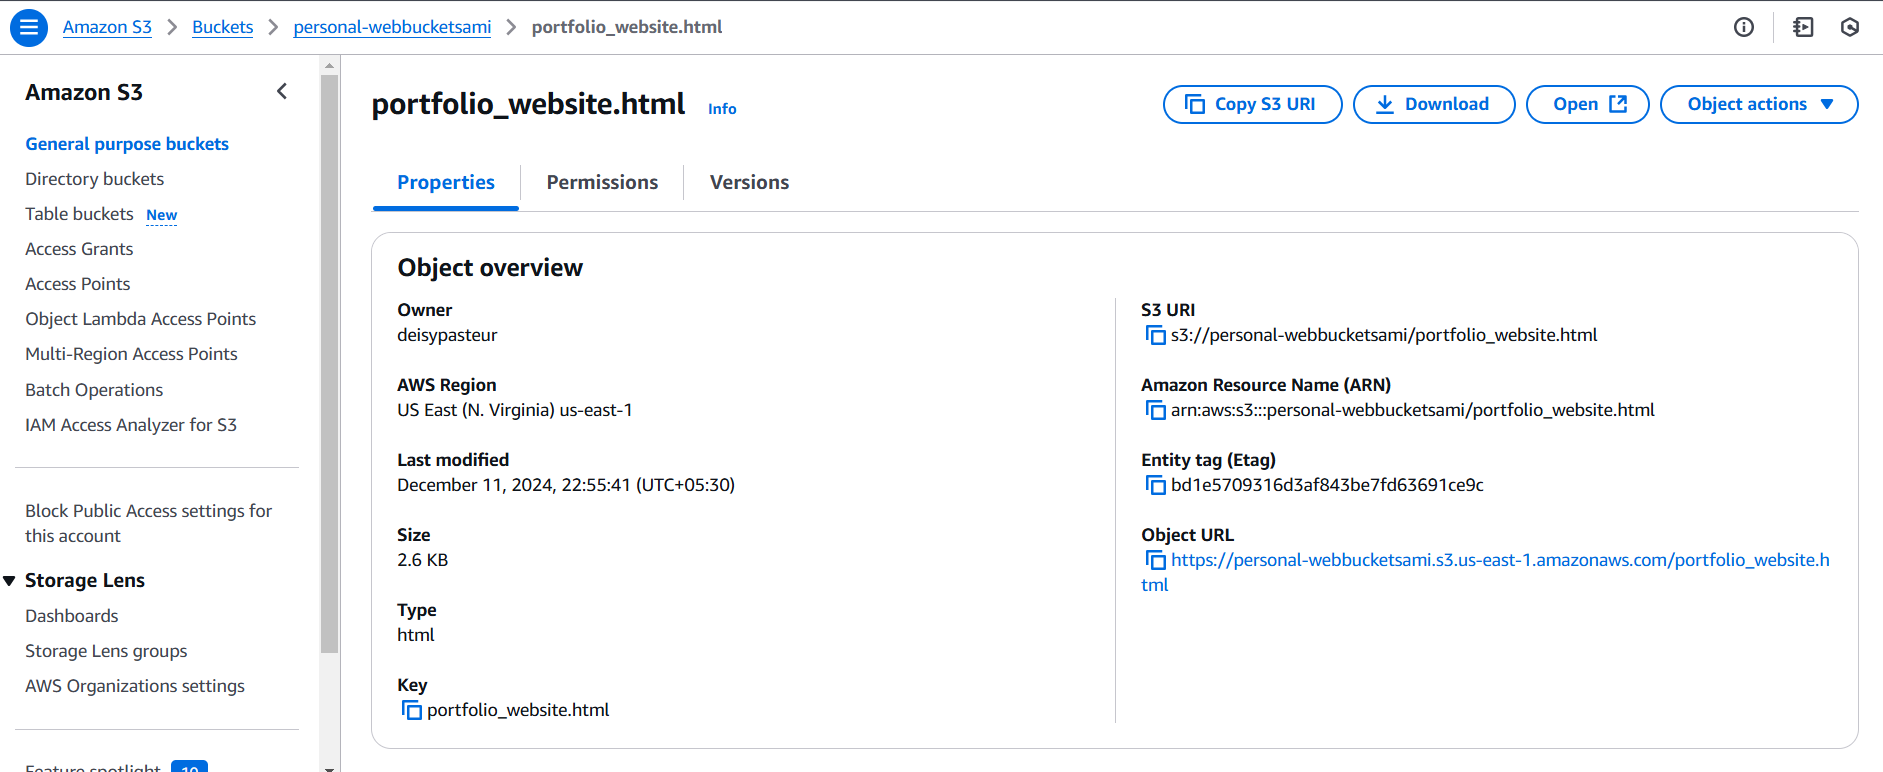 Amazon S3 > Buckets > personal-webbucketsami > portfolio_website.html
Amazon S3
General purpose buckets
Directory buckets
Table buckets New
Access Grants
Access Points
Object Lambda Access Points
Multi-Region Access Points
Batch Operations
IAM Access Analyzer for S3
Block Public Access settings for
this account
Storage Lens
Dashboards
Storage Lens groups
AWS Organizations settings
Feature spotlight 10
portfolio_website.html Info
Copy S3 URI Download Open Object actions
Properties Permissions Versions
Object overview
Owner
deisypasteur
AWS Region
US East (N. Virginia) us-east-1
Last modified
December 11, 2024, 22:55:41 (UTC+05:30)
Size
2.6 KB
Type
html
Key
portfolio_website.html
S3 URI
s3://personal-webbucketsami/portfolio_website.html
Amazon Resource Name (ARN)
arn:aws:s3:::personal-webbucketsami/portfolio_website.html
Entity tag (Etag)
bd1e5709316d3af843be7fd63691ce9c
Object URL
https://personal-webbucketsami.s3.us-east-1.amazonaws.com/portfolio_website.h
tml